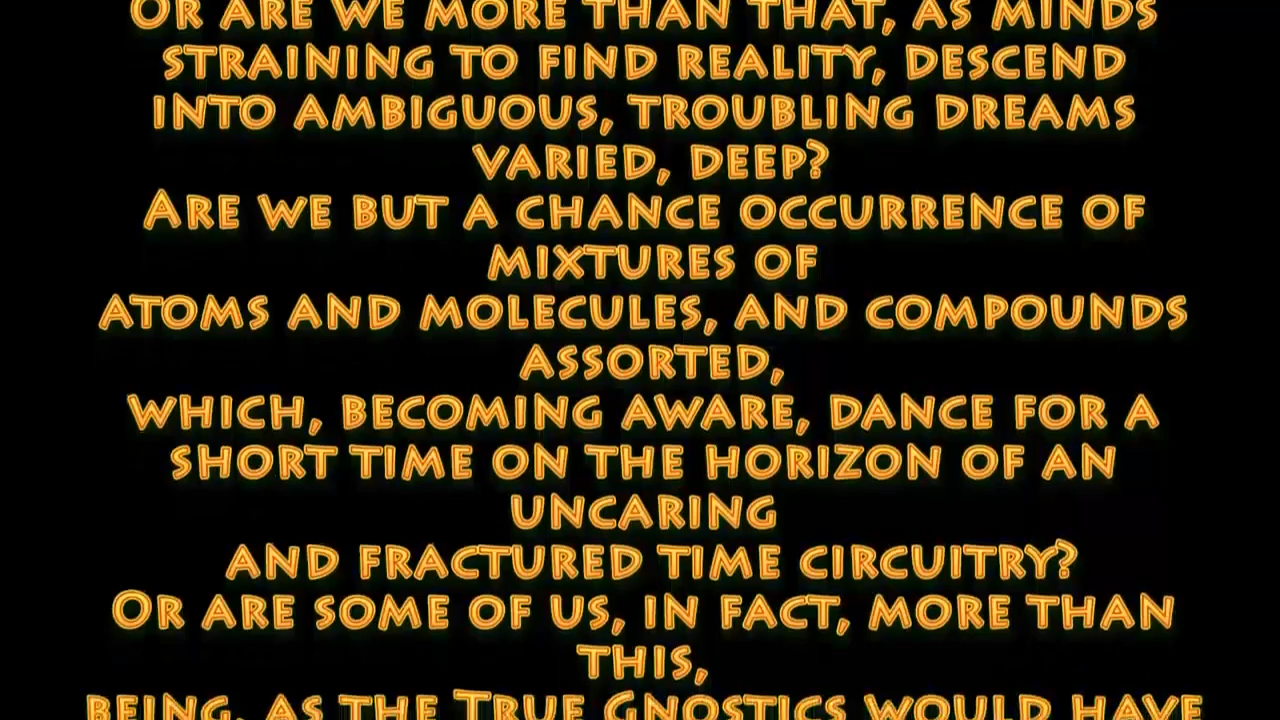 Or are we more than that, as minds
straining to find reality, descend
into ambiguous, troubling dreams
varied, deep?
Are we but a chance occurrence of
mixtures of
atoms and molecules, and compounds
assorted,
which, becoming aware, dance for a
short time on the horizon of an
uncaring
and fractured time circuitry?
Or are some of us, in fact, more than
this,
being, as the True Gnostics would have